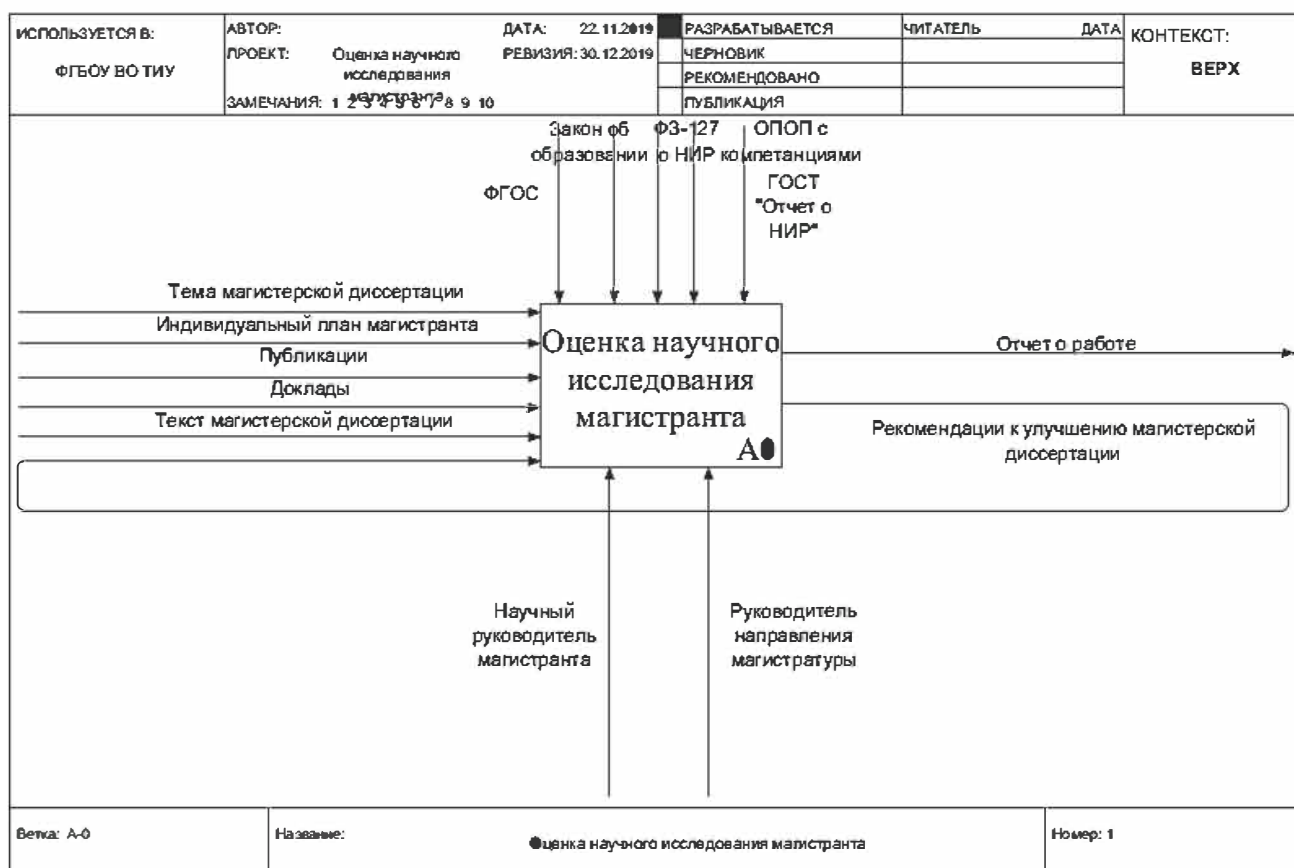 ИСПОЛЬЗУЕТСЯ В:
ФГБОУ ВО ТИУ
АВТОР:
ДАТА: 22.11.2019
ПРОЕКТ: Оценка научного
исследования
магистранта
РЕВИЗИЯ: 30.12.2019
ЗАМЕЧАНИЯ: 1 2 3 4 5 6 7 8 9 10
РАЗРАБАТЫВАЕТСЯ
ЧЕРНОВИК
РЕКОМЕНДОВАНО
ПУБЛИКАЦИЯ
ЧИТАТЕЛЬ ДАТА
КОНТЕКСТ:
ВЕРХ
Закон об
образовании
ФЗ-127
о НИР
ОПОП с
компетанциями
ФГОС
ГОСТ
"Отчет о
НИР"
Тема магистерской диссертации
Индивидуальный план магистранта
Публикации
Доклады
Текст магистерской диссертации
Оценка научного
исследования
магистранта
A0
Отчет о работе
Рекомендации к улучшению магистерской
диссертации
Научный
руководитель
магистранта
Руководитель
направления
магистратуры
Ветка: A-0
Название:
Оценка научного исследования магистранта
Номер: 1